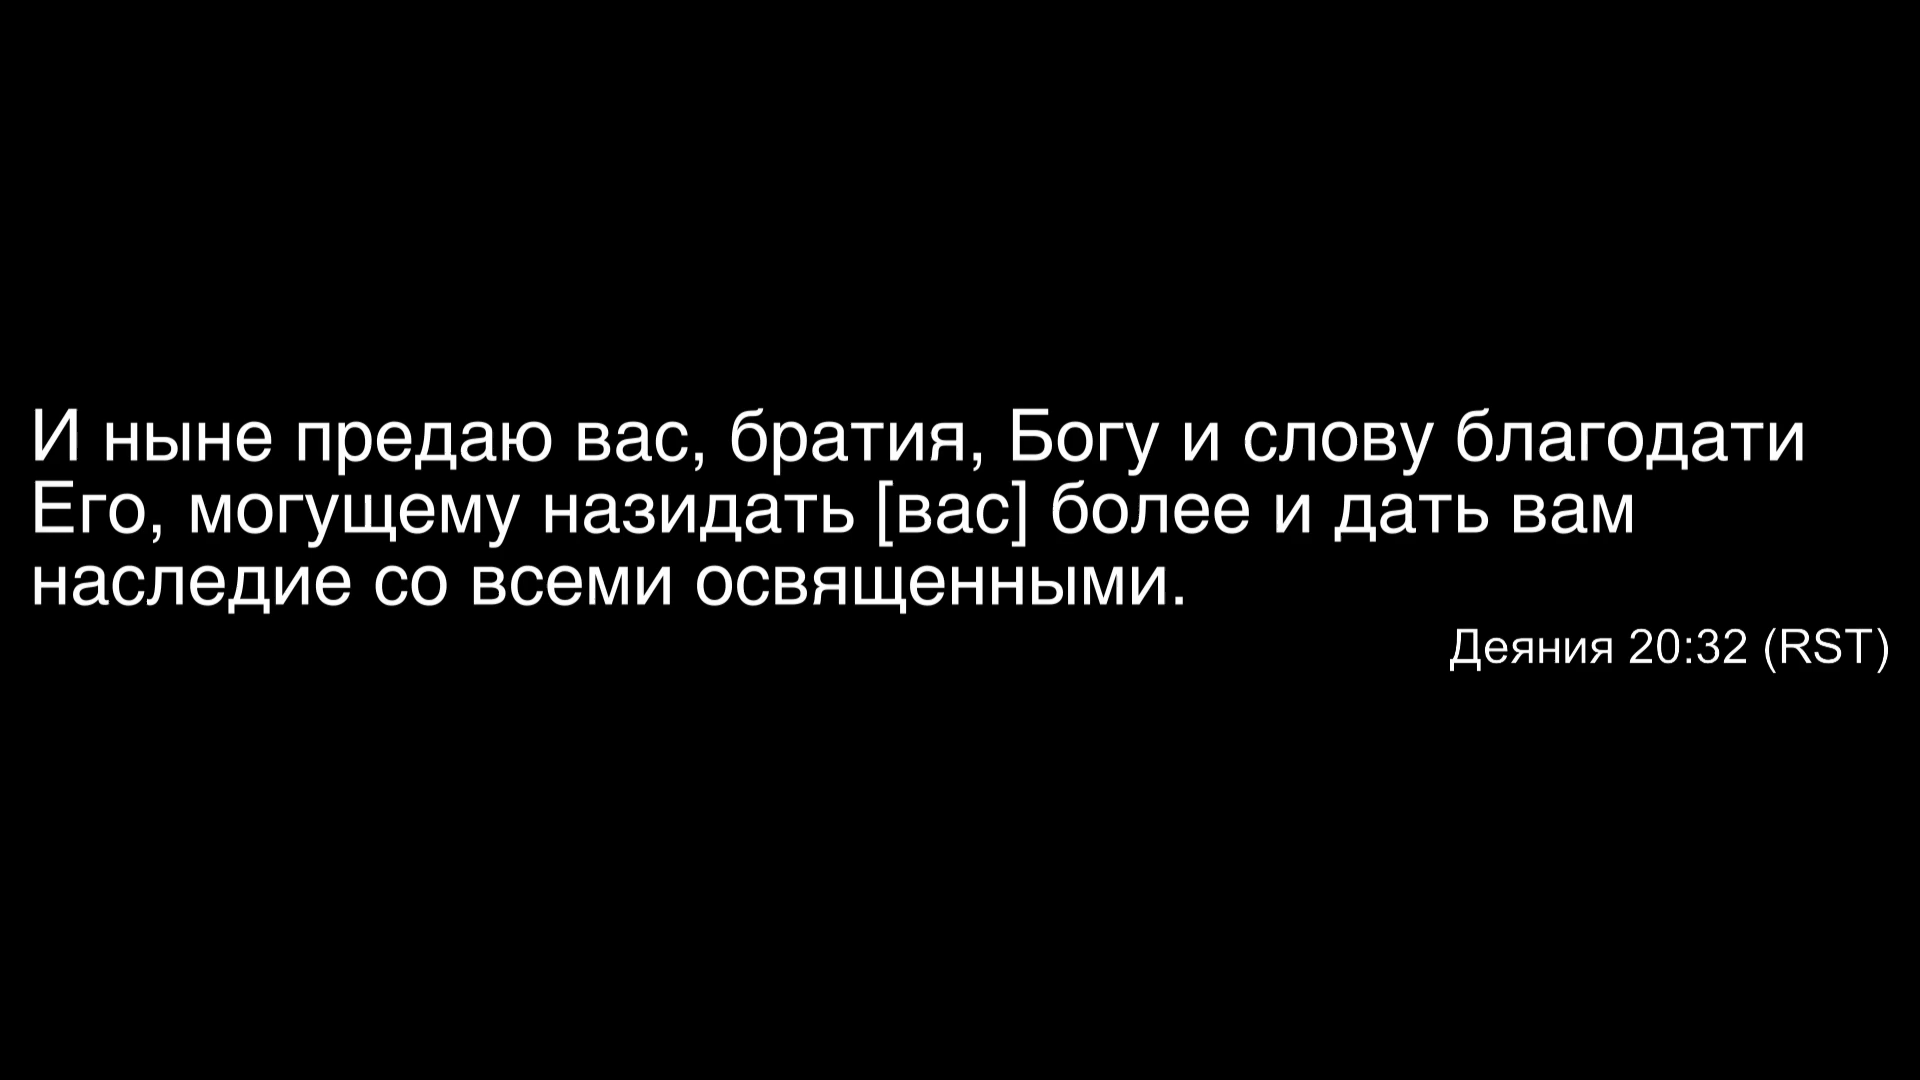 И ныне предаю вас, братия, Богу и слову благодати
Его, могущему назидать [вас] более и дать вам
наследие со всеми освященными.
Деяния 20:32 (RST)